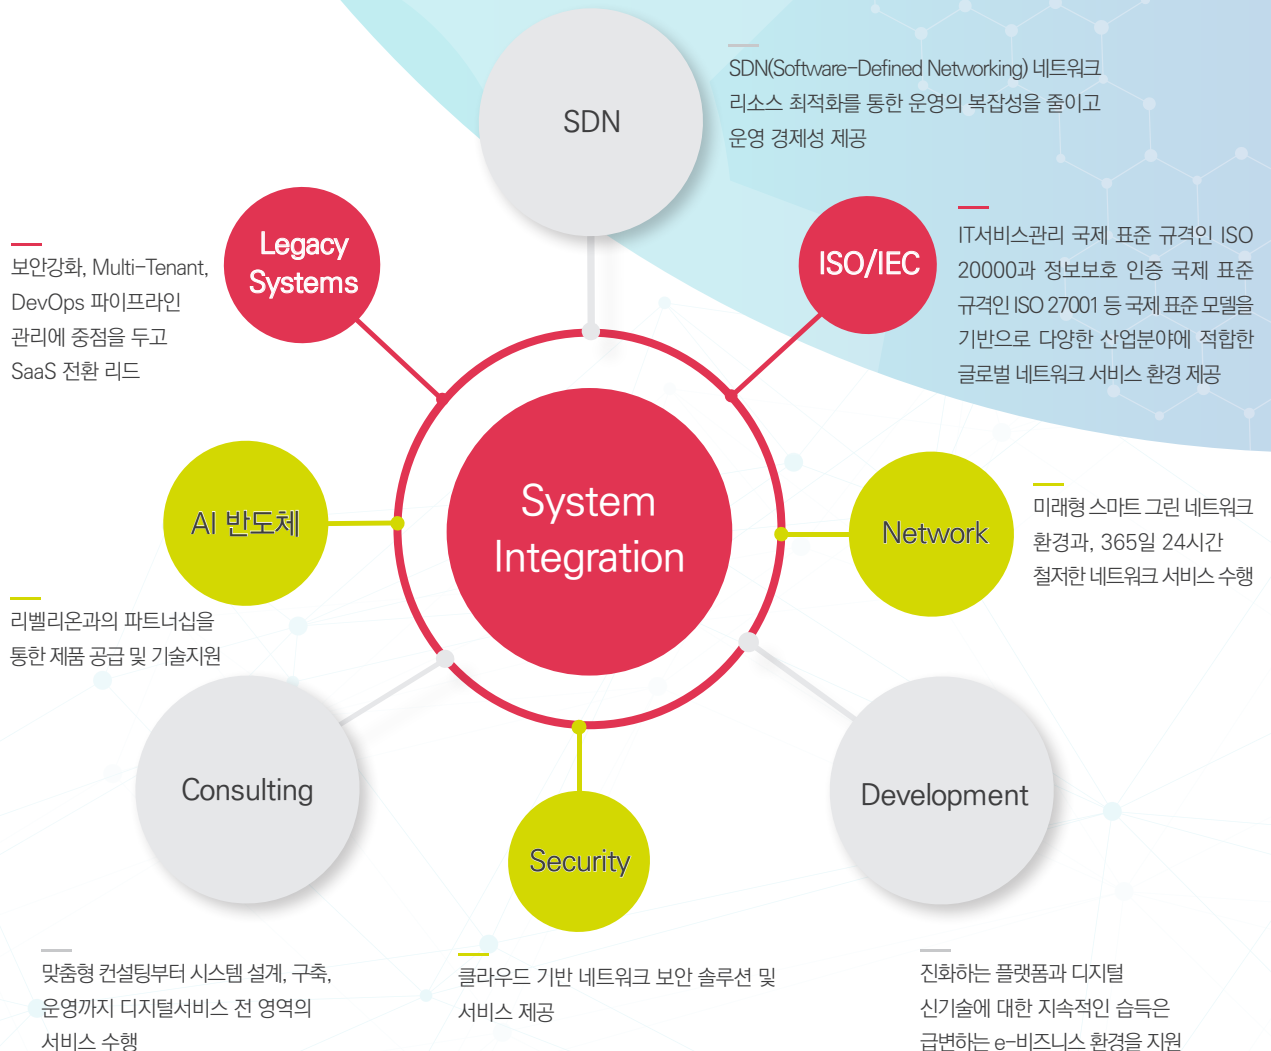 SDN
SDN(Software-Defined Networking) 네트워크
리소스 최적화를 통한 운영의 복잡성을 줄이고
운영 경제성 제공
Legacy
Systems
보안강화, Multi-Tenant,
DevOps 파이프라인
관리에 중점을 두고
SaaS 전환 리드
ISO/IEC
IT서비스관리 국제 표준 규격인 ISO
20000과 정보보호 인증 국제 표준
규격인 ISO 27001 등 국제 표준 모델을
기반으로 다양한 산업분야에 적합한
글로벌 네트워크 서비스 환경 제공
System
Integration
AI 반도체
리벨리온과의 파트너십을
통한 제품 공급 및 기술지원
Network
미래형 스마트 그린 네트워크
환경과, 365일 24시간
철저한 네트워크 서비스 수행
Consulting
맞춤형 컨설팅부터 시스템 설계, 구축,
운영까지 디지털서비스 전 영역의
서비스 수행
Security
클라우드 기반 네트워크 보안 솔루션 및
서비스 제공
Development
진화하는 플랫폼과 디지털
신기술에 대한 지속적인 습득은
급변하는 e-비즈니스 환경을 지원